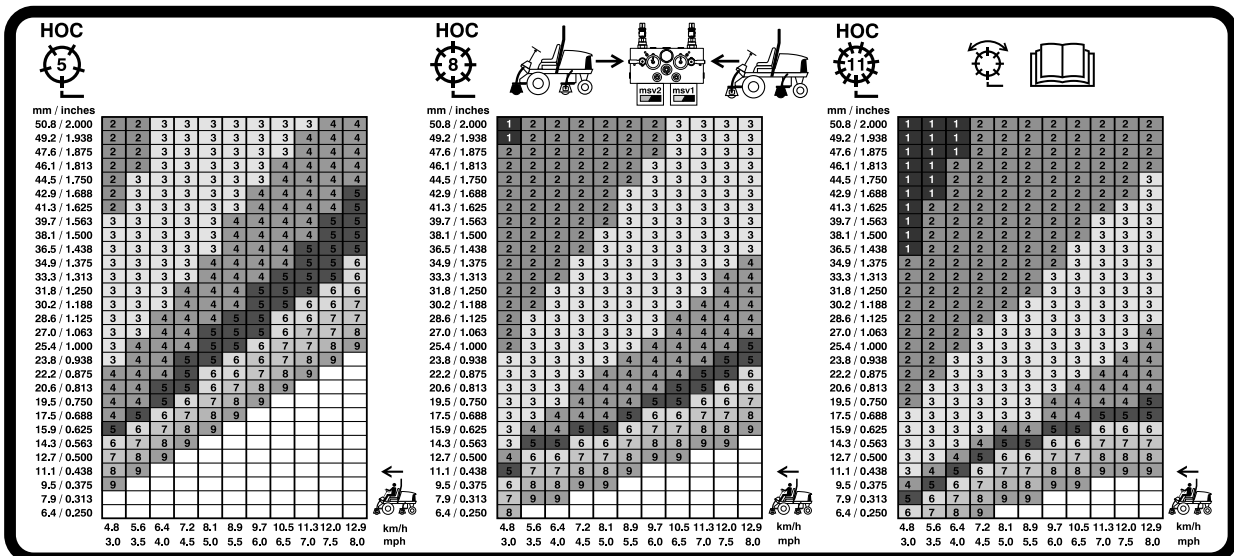 HOC
5
mm / inches
50.8 / 2.000 2 2 3 3 3 3 3 3 3 4 4
49.2 / 1.938 2 2 3 3 3 3 3 3 4 4 4
47.6 / 1.875 2 2 3 3 3 3 3 3 4 4 4
46.1 / 1.813 2 2 3 3 3 3 3 4 4 4 4
44.5 / 1.750 2 3 3 3 3 3 3 4 4 4 4
42.9 / 1.688 2 3 3 3 3 3 4 4 4 4 5
41.3 / 1.625 2 3 3 3 3 3 4 4 4 4 5
39.7 / 1.563 3 3 3 3 3 4 4 4 4 5 5
38.1 / 1.500 3 3 3 3 3 4 4 4 4 5 5
36.5 / 1.438 3 3 3 3 3 4 4 4 5 5 5
34.9 / 1.375 3 3 3 3 4 4 4 4 5 5 6
33.3 / 1.313 3 3 3 3 4 4 4 5 5 5 6
31.8 / 1.250 3 3 3 4 4 4 5 5 5 6 6
30.2 / 1.188 3 3 3 4 4 4 5 5 6 6 7
28.6 / 1.125 3 3 4 4 4 5 5 6 6 7 7
27.0 / 1.063 3 3 4 4 5 5 5 6 7 7 8
25.4 / 1.000 3 4 4 4 5 5 6 7 7 8 9
23.8 / 0.938 3 4 4 5 5 6 6 7 8 9
22.2 / 0.875 4 4 4 5 6 6 7 8 9
20.6 / 0.813 4 4 5 5 6 7 8 9
19.5 / 0.750 4 4 5 6 7 8 9
17.5 / 0.688 4 5 6 7 8 9
15.9 / 0.625 5 6 7 8 9
14.3 / 0.563 6 7 8 9
12.7 / 0.500 7 8 9
11.1 / 0.438 8 9
9.5 / 0.375 9
7.9 / 0.313
6.4 / 0.250
4.8 5.6 6.4 7.2 8.1 8.9 9.7 10.5 11.3 12.0 12.9 km/h
3.0 3.5 4.0 4.5 5.0 5.5 6.0 6.5 7.0 7.5 8.0 mph
HOC
8
msv2 msv1
mm / inches
50.8 / 2.000 1 2 2 2 2 2 2 3 3 3 3
49.2 / 1.938 1 2 2 2 2 2 2 3 3 3 3
47.6 / 1.875 2 2 2 2 2 2 2 3 3 3 3
46.1 / 1.813 2 2 2 2 2 2 3 3 3 3 3
44.5 / 1.750 2 2 2 2 2 2 3 3 3 3 3
42.9 / 1.688 2 2 2 2 2 3 3 3 3 3 3
41.3 / 1.625 2 2 2 2 2 3 3 3 3 3 3
39.7 / 1.563 2 2 2 2 2 3 3 3 3 3 3
38.1 / 1.500 2 2 2 2 3 3 3 3 3 3 3
36.5 / 1.438 2 2 2 2 3 3 3 3 3 3 3
34.9 / 1.375 2 2 2 3 3 3 3 3 3 3 4
33.3 / 1.313 2 2 2 3 3 3 3 3 3 4 4
31.8 / 1.250 2 2 3 3 3 3 3 3 3 4 4
30.2 / 1.188 2 2 3 3 3 3 3 3 4 4 4
28.6 / 1.125 2 3 3 3 3 3 3 4 4 4 4
27.0 / 1.063 2 3 3 3 3 3 3 4 4 4 4
25.4 / 1.000 2 3 3 3 3 3 4 4 4 4 5
23.8 / 0.938 3 3 3 3 3 4 4 4 4 5 5
22.2 / 0.875 3 3 3 3 3 4 4 4 5 5 6
20.6 / 0.813 3 3 3 3 4 4 4 5 5 6 6
19.5 / 0.750 3 3 3 4 4 4 5 5 6 6 7
17.5 / 0.688 3 3 4 4 4 5 6 6 7 7 8
15.9 / 0.625 3 4 4 5 5 6 6 7 7 8 9
14.3 / 0.563 3 5 5 6 6 7 8 8 9 9
12.7 / 0.500 4 6 6 7 7 8 9 9
11.1 / 0.438 5 6 7 7 8 8 9
9.5 / 0.375 6 7 8 8 9 9
7.9 / 0.313 7 9 9
6.4 / 0.250 8
4.8 5.6 6.4 7.2 8.1 8.9 9.7 10.5 11.3 12.0 12.9 km/h
3.0 3.5 4.0 4.5 5.0 5.5 6.0 6.5 7.0 7.5 8.0 mph
HOC
11
mm / inches
50.8 / 2.000 1 1 1 2 2 2 2 2 2 2 2
49.2 / 1.938 1 1 1 2 2 2 2 2 2 2 2
47.6 / 1.875 1 1 1 2 2 2 2 2 2 2 2
46.1 / 1.813 1 1 2 2 2 2 2 2 2 2 2
44.5 / 1.750 1 1 2 2 2 2 2 2 2 2 3
42.9 / 1.688 1 1 2 2 2 2 2 2 2 2 3
41.3 / 1.625 1 2 2 2 2 2 2 2 2 3 3
39.7 / 1.563 1 2 2 2 2 2 2 2 3 3 3
38.1 / 1.500 1 2 2 2 2 2 2 2 3 3 3
36.5 / 1.438 1 2 2 2 2 2 2 3 3 3 3
34.9 / 1.375 2 2 2 2 2 2 2 3 3 3 3
33.3 / 1.313 2 2 2 2 2 2 3 3 3 3 3
31.8 / 1.250 2 2 2 2 2 3 3 3 3 3 3
30.2 / 1.188 2 2 2 2 2 3 3 3 3 3 3
28.6 / 1.125 2 2 2 2 3 3 3 3 3 3 3
27.0 / 1.063 2 2 2 3 3 3 3 3 3 3 4
25.4 / 1.000 2 2 2 3 3 3 3 3 3 3 4
23.8 / 0.938 2 2 3 3 3 3 3 3 3 4 4
22.2 / 0.875 2 2 3 3 3 3 3 3 4 4 4
20.6 / 0.813 2 3 3 3 3 3 3 4 4 4 4
19.5 / 0.750 2 3 3 3 3 3 4 4 4 4 5
17.5 / 0.688 3 3 3 3 3 3 4 4 5 5 5
15.9 / 0.625 3 3 3 3 4 4 5 5 6 6 6
14.3 / 0.563 3 3 3 4 5 5 6 6 7 7 7
12.7 / 0.500 3 3 4 5 6 6 7 7 8 8 8
11.1 / 0.438 3 4 5 6 7 7 8 8 9 9 9
9.5 / 0.375 4 5 6 7 8 8 9 9
7.9 / 0.313 5 6 7 8 9 9
6.4 / 0.250 6 7 8 9
4.8 5.6 6.4 7.2 8.1 8.9 9.7 10.5 11.3 12.0 12.9 km/h
3.0 3.5 4.0 4.5 5.0 5.5 6.0 6.5 7.0 7.5 8.0 mph